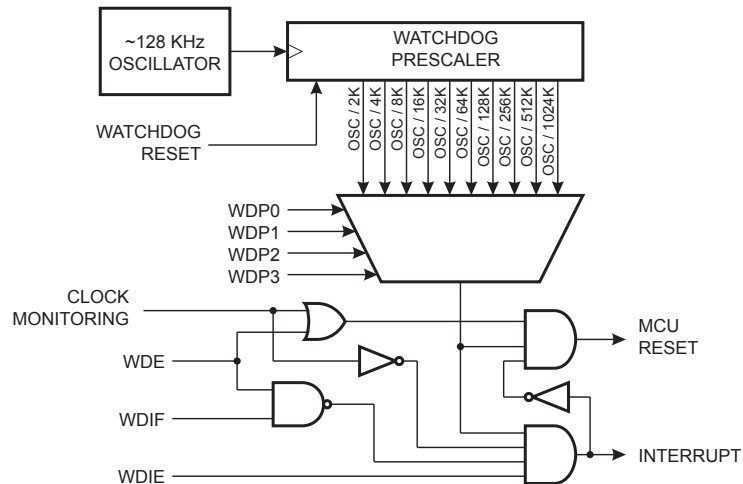 ~128 KHz
OSCILLATOR
WATCHDOG
PRESCALER
WATCHDOG
RESET
OSC / 2K
OSC / 4K
OSC / 8K
OSC / 16K
OSC / 32K
OSC / 64K
OSC / 128K
OSC / 256K
OSC / 512K
OSC / 1024K
WDP0
WDP1
WDP2
WDP3
CLOCK
MONITORING
WDE
WDIF
WDIE
MCU
RESET
INTERRUPT